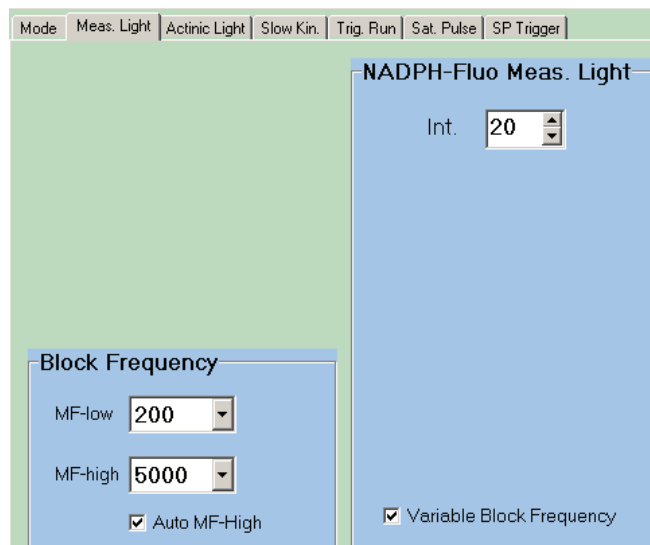 Mode Meas. Light Actinic Light Slow Kin. Trig. Run Sat. Pulse SP Trigger
NADPH-Fluo Meas. Light
Int. 20
Block Frequency
MF-low 200
MF-high 5000
Auto MF-High
Variable Block Frequency